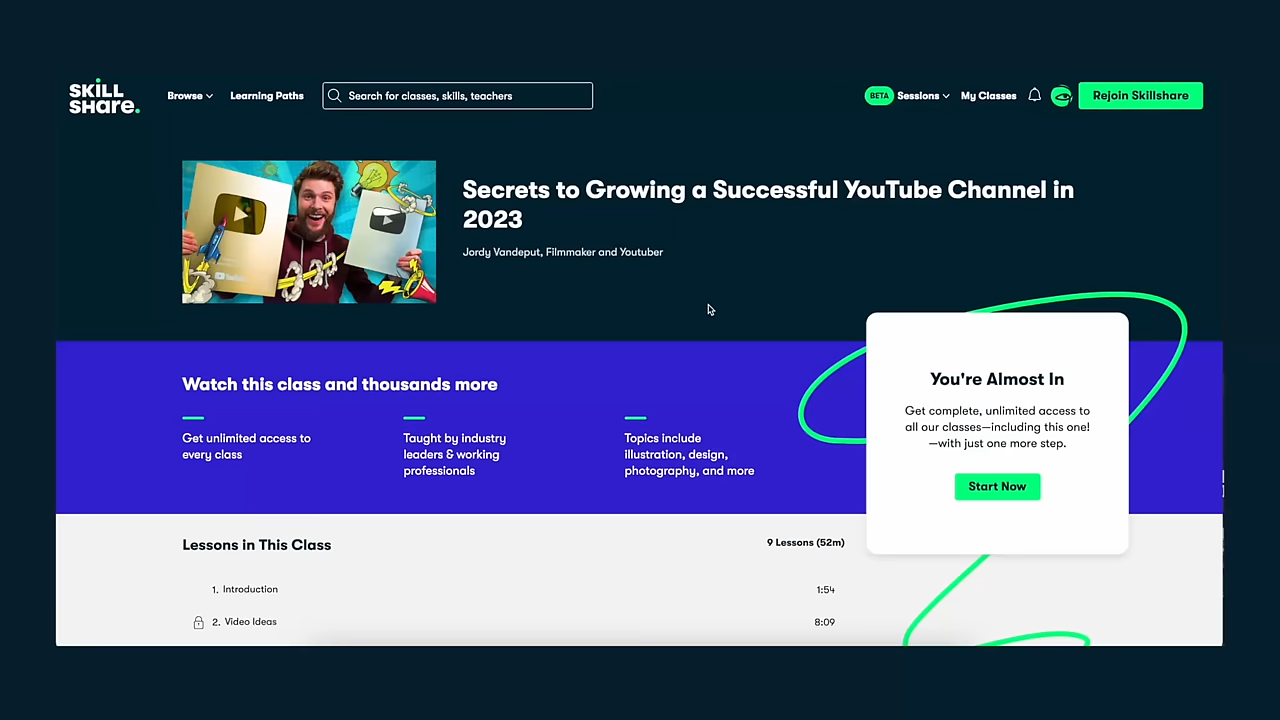 SKILL
SHARE.
Browse
Learning Paths
Search for classes, skills, teachers
BETA
Sessions
My Classes
Rejoin Skillshare
Secrets to Growing a Successful YouTube Channel in
2023
Jordy Vandeput, Filmmaker and Youtuber
Watch this class and thousands more
Get unlimited access to
every class
Taught by industry
leaders & working
professionals
Topics include
illustration, design,
photography, and more
You're Almost In
Get complete, unlimited access to
all our classes—including this one!
—with just one more step.
Start Now
Lessons in This Class
9 Lessons (52m)
1. Introduction
1:54
2. Video Ideas
8:09